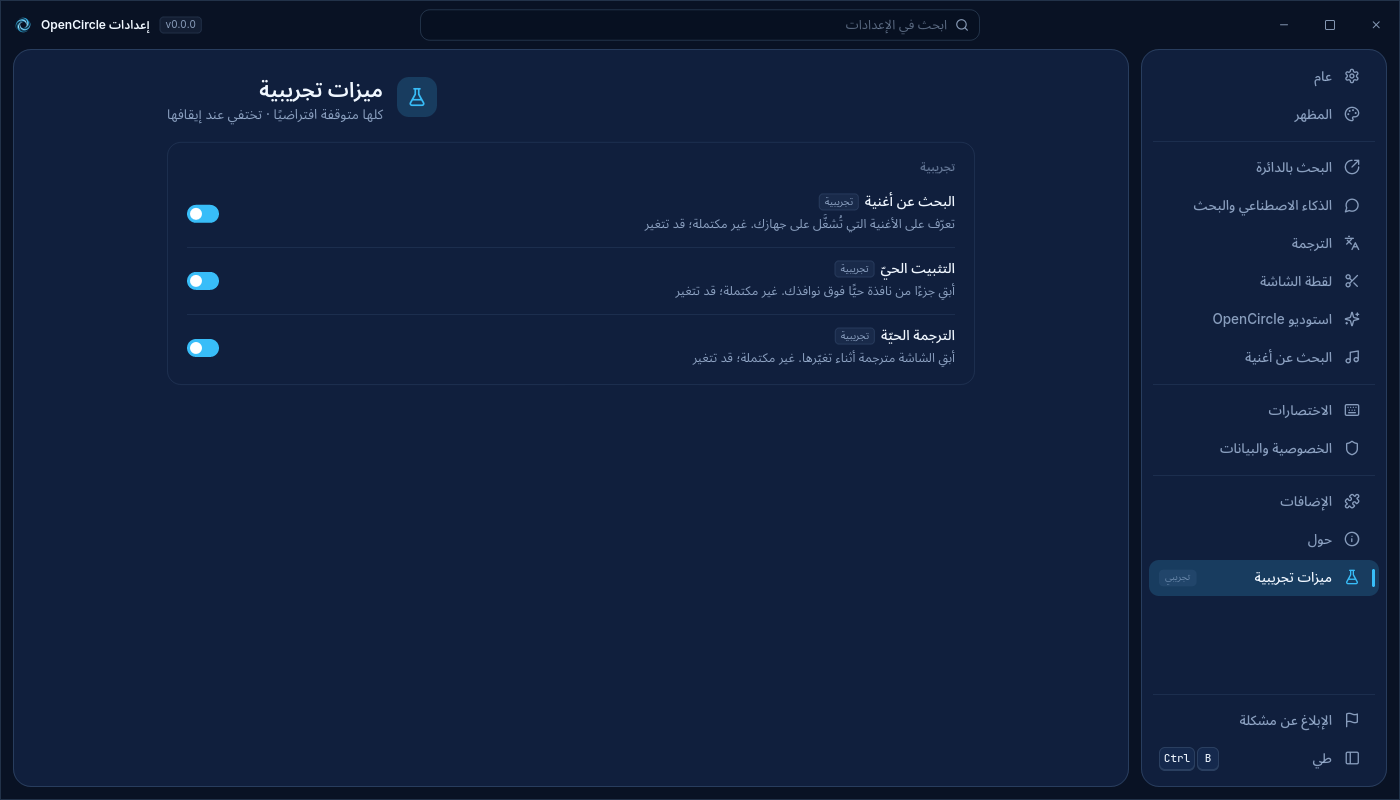 إعدادات OpenCircle
v0.0.0
ابحث في الإعدادات
عام
المظهر
البحث بالدائرة
الذكاء الاصطناعي والبحث
الترجمة
لقطة الشاشة
استوديو OpenCircle
البحث عن أغنية
الاختصارات
الخصوصية والبيانات
الإضافات
حول
ميزات تجريبية تجريبي
الإبلاغ عن مشكلة
طي Ctrl B
ميزات تجريبية
كلها متوقفة افتراضيًا · تختفي عند إيقافها
تجريبية
البحث عن أغنية تجريبية
تعرّف على الأغنية التي تُشغَّل على جهازك. غير مكتملة؛ قد تتغير
التثبيت الحيّ تجريبية
أبقِ جزءًا من نافذة حيًّا فوق نوافذك. غير مكتملة؛ قد تتغير
الترجمة الحيّة تجريبية
أبقِ الشاشة مترجمة أثناء تغيّرها. غير مكتملة؛ قد تتغير